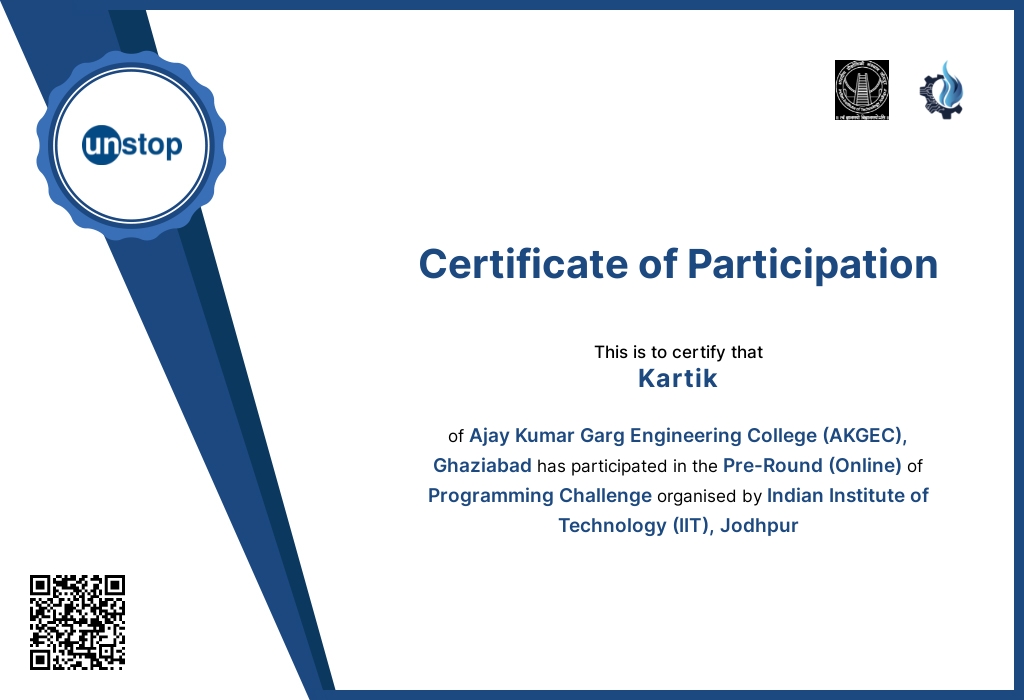 unstop
Certificate of Participation
This is to certify that
Kartik
of Ajay Kumar Garg Engineering College (AKGEC),
Ghaziabad has participated in the Pre-Round (Online) of
Programming Challenge organised by Indian Institute of
Technology (IIT), Jodhpur